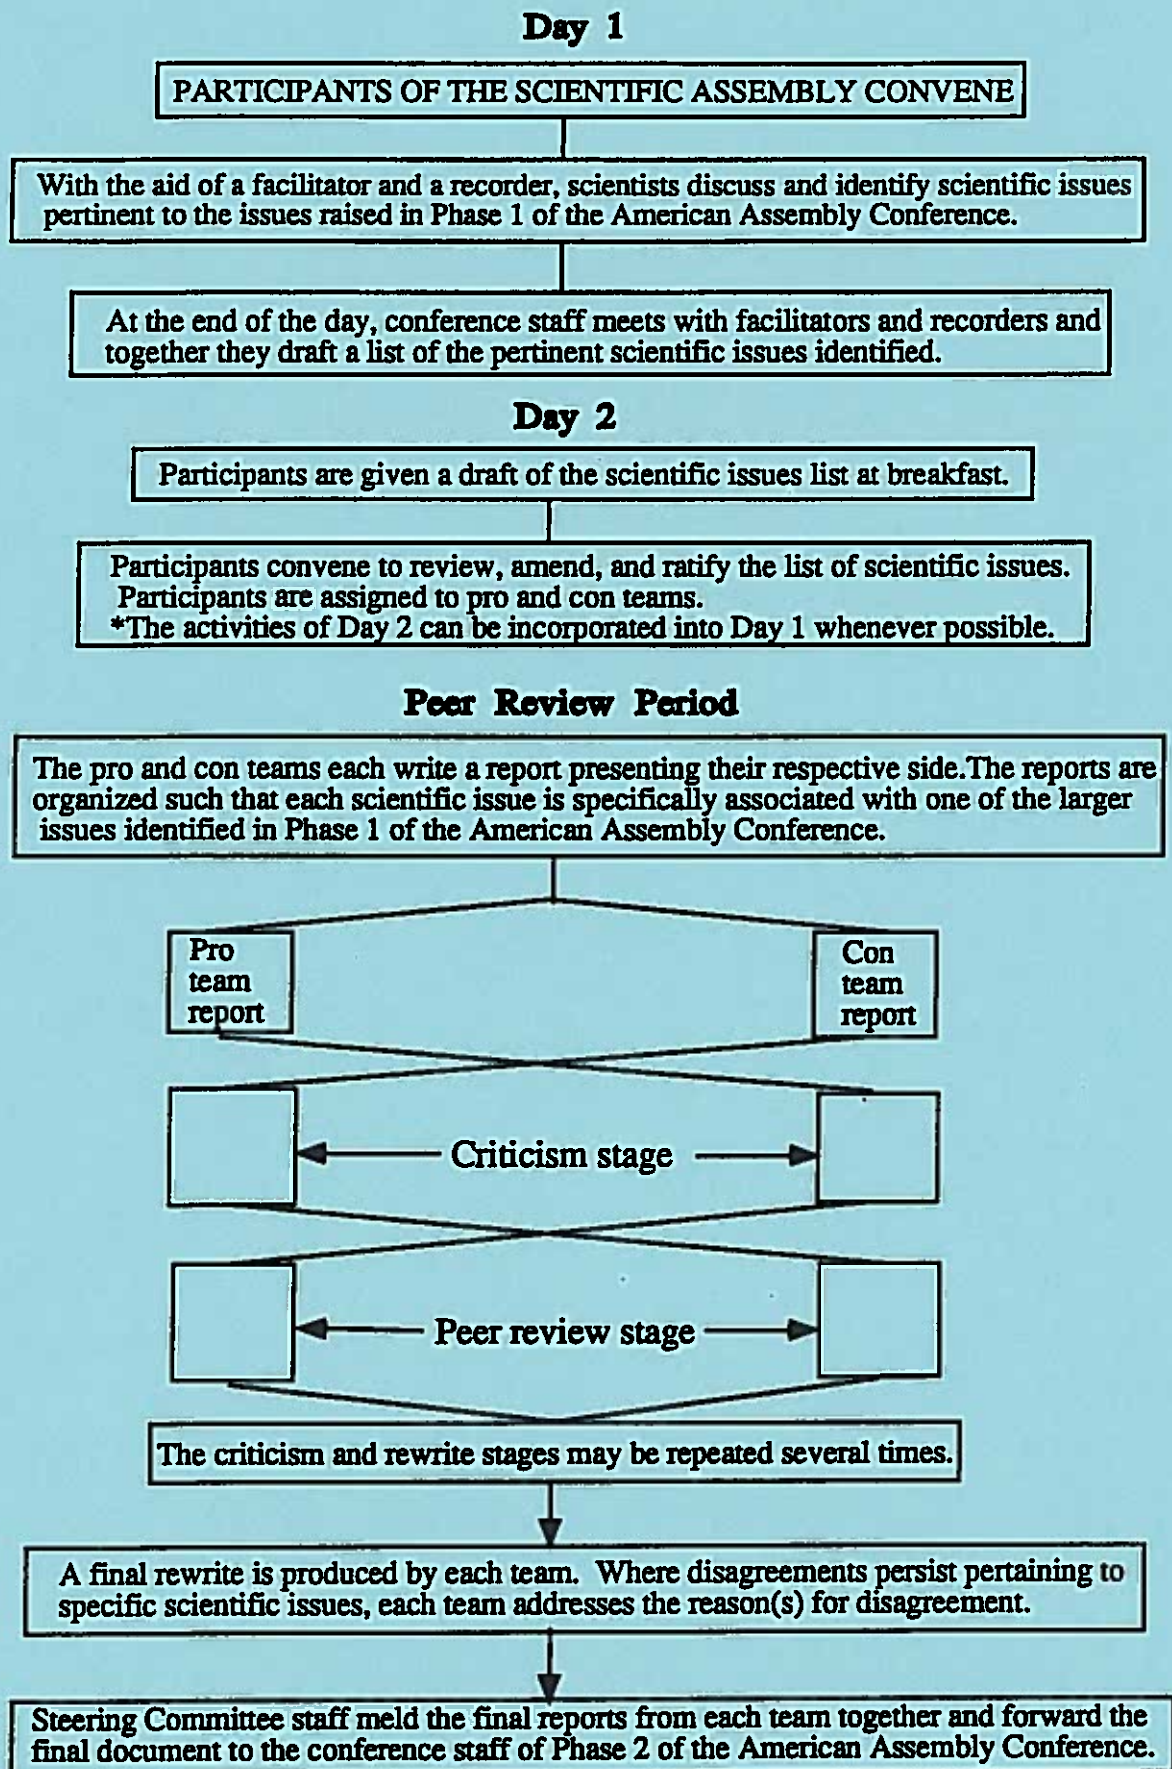 Day 1
PARTICIPANTS OF THE SCIENTIFIC ASSEMBLY CONVENE
With the aid of a facilitator and a recorder, scientists discuss and identify scientific issues
pertinent to the issues raised in Phase 1 of the American Assembly Conference.
At the end of the day, conference staff meets with facilitators and recorders and
together they draft a list of the pertinent scientific issues identified.
Day 2
Participants are given a draft of the scientific issues list at breakfast.
Participants convene to review, amend, and ratify the list of scientific issues.
Participants are assigned to pro and con teams.
*The activities of Day 2 can be incorporated into Day 1 whenever possible.
Peer Review Period
The pro and con teams each write a report presenting their respective side.The reports are
organized such that each scientific issue is specifically associated with one of the larger
issues identified in Phase 1 of the American Assembly Conference.
Pro
team
report
Con
team
report
Criticism stage
Peer review stage
The criticism and rewrite stages may be repeated several times.
A final rewrite is produced by each team. Where disagreements persist pertaining to
specific scientific issues, each team addresses the reason(s) for disagreement.
Steering Committee staff meld the final reports from each team together and forward the
final document to the conference staff of Phase 2 of the American Assembly Conference.